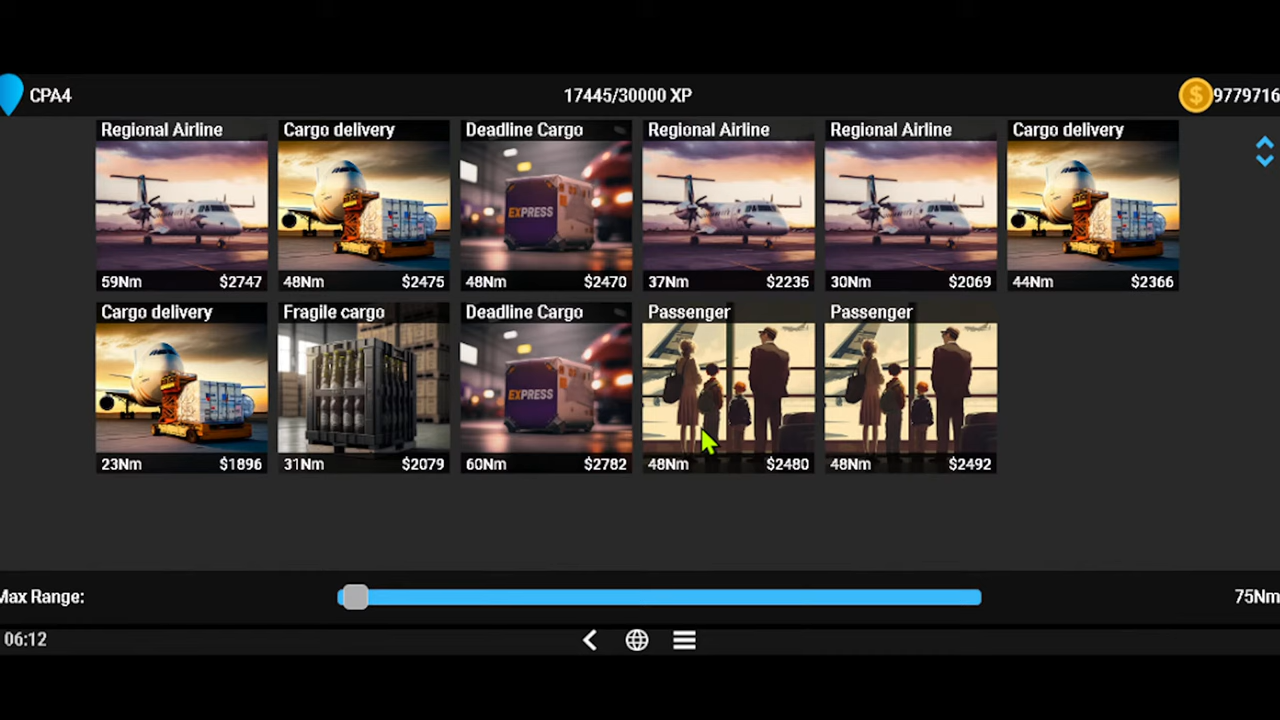 CPA4
17445/30000 XP
$
9779716
Regional Airline
Cargo delivery
Deadline Cargo
Regional Airline
Regional Airline
Cargo delivery
EXPRESS
59Nm $2747
48Nm $2475
48Nm $2470
37Nm $2235
30Nm $2069
44Nm $2366
Cargo delivery
Fragile cargo
Deadline Cargo
Passenger
Passenger
EXPRESS
23Nm $1896
31Nm $2079
60Nm $2782
48Nm $2480
48Nm $2492
Max Range:
75Nm
06:12